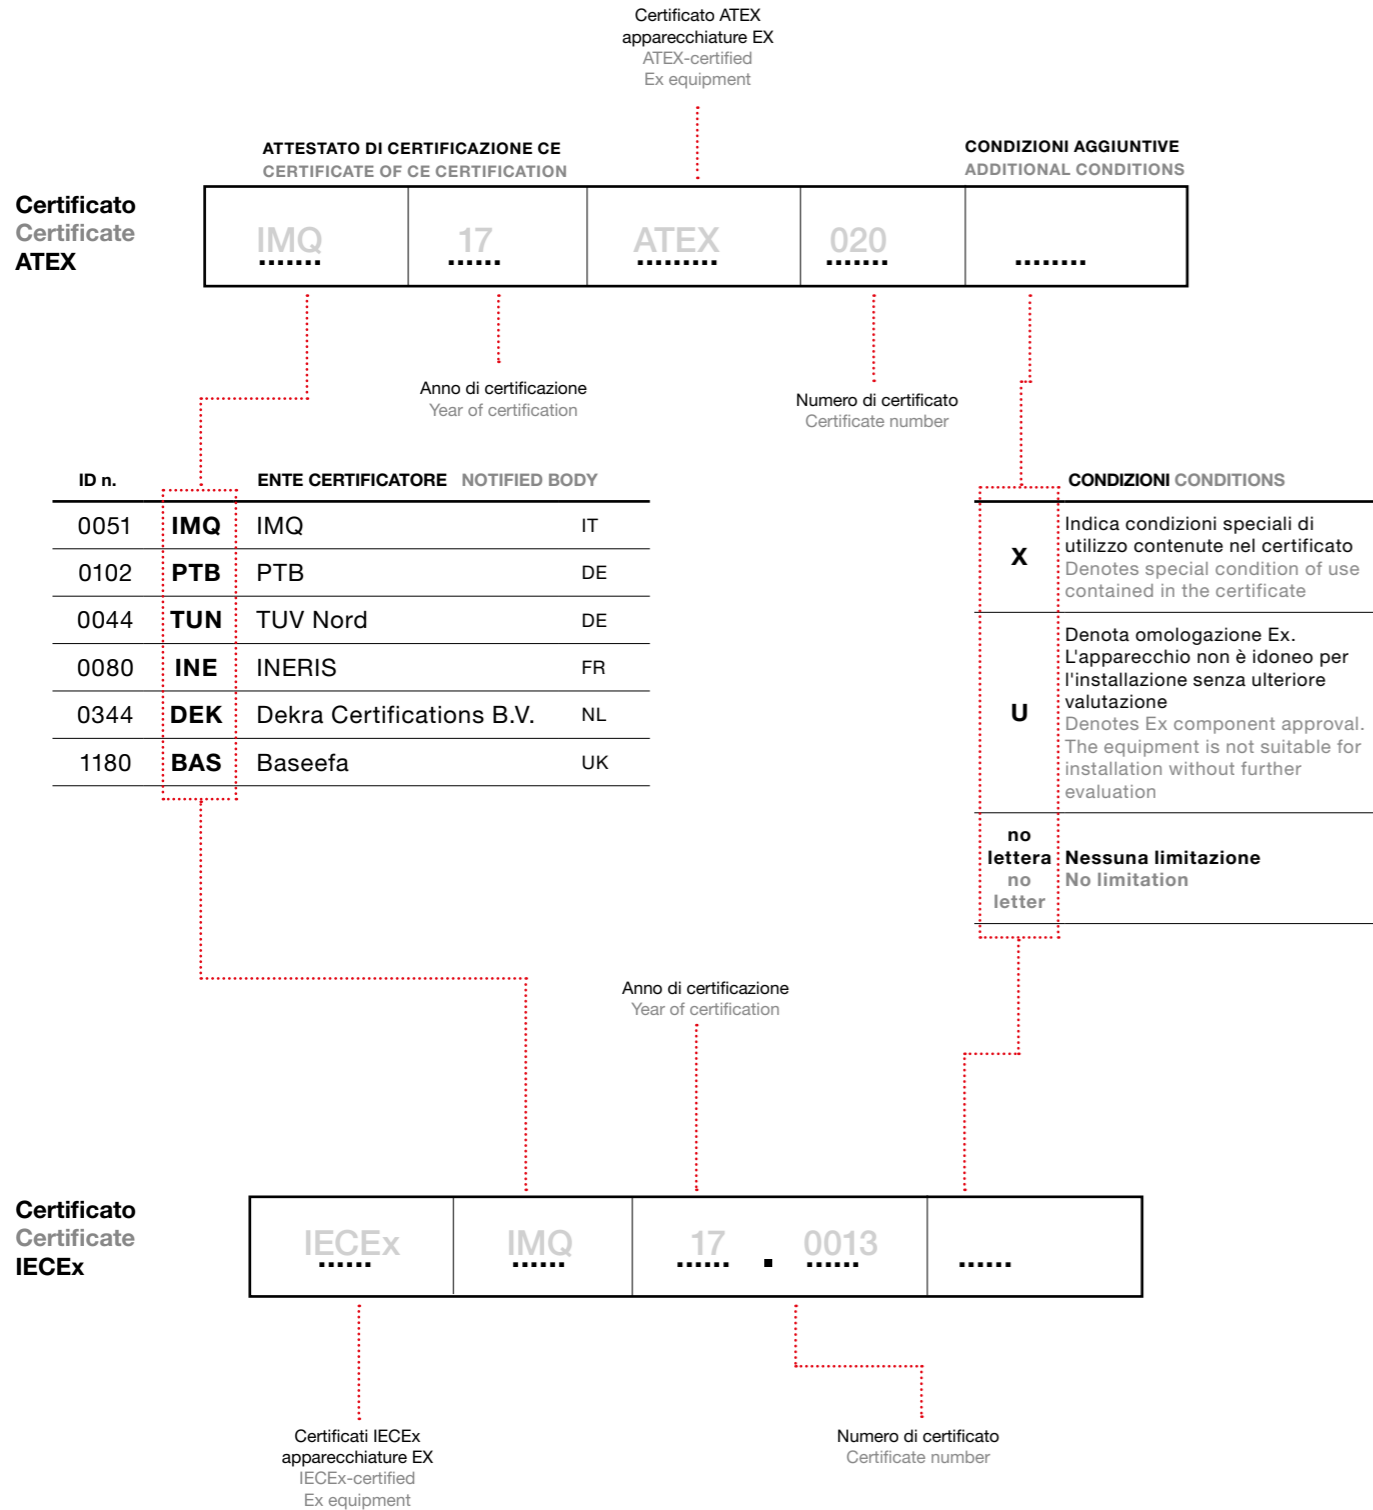 Certificato ATEX
apparecchiature EX
ATEX-certified
Ex equipment
ATTESTATO DI CERTIFICAZIONE CE
CERTIFICATE OF CE CERTIFICATION
CONDIZIONI AGGIUNTIVE
ADDITIONAL CONDITIONS
Certificato
Certificate
ATEX
IMQ 17 ATEX 020
Anno di certificazione
Year of certification
Numero di certificato
Certificate number
ID n. ENTE CERTIFICATORE NOTIFIED BODY
0051 IMQ IMQ IT
0102 PTB PTB DE
0044 TUN TUV Nord DE
0080 INE INERIS FR
0344 DEK Dekra Certifications B.V. NL
1180 BAS Baseefa UK
CONDIZIONI CONDITIONS
X
Indica condizioni speciali di
utilizzo contenute nel certificato
Denotes special condition of use
contained in the certificate
U
Denota omologazione Ex.
L'apparecchio non è idoneo per
l'installazione senza ulteriore
valutazione
Denotes Ex component approval.
The equipment is not suitable for
installation without further
evaluation
no
lettera
no
letter
Nessuna limitazione
No limitation
Anno di certificazione
Year of certification
Certificato
Certificate
IECEx
IECEx IMQ 17 . 0013
Certificati IECEx
apparecchiature EX
IECEx-certified
Ex equipment
Numero di certificato
Certificate number